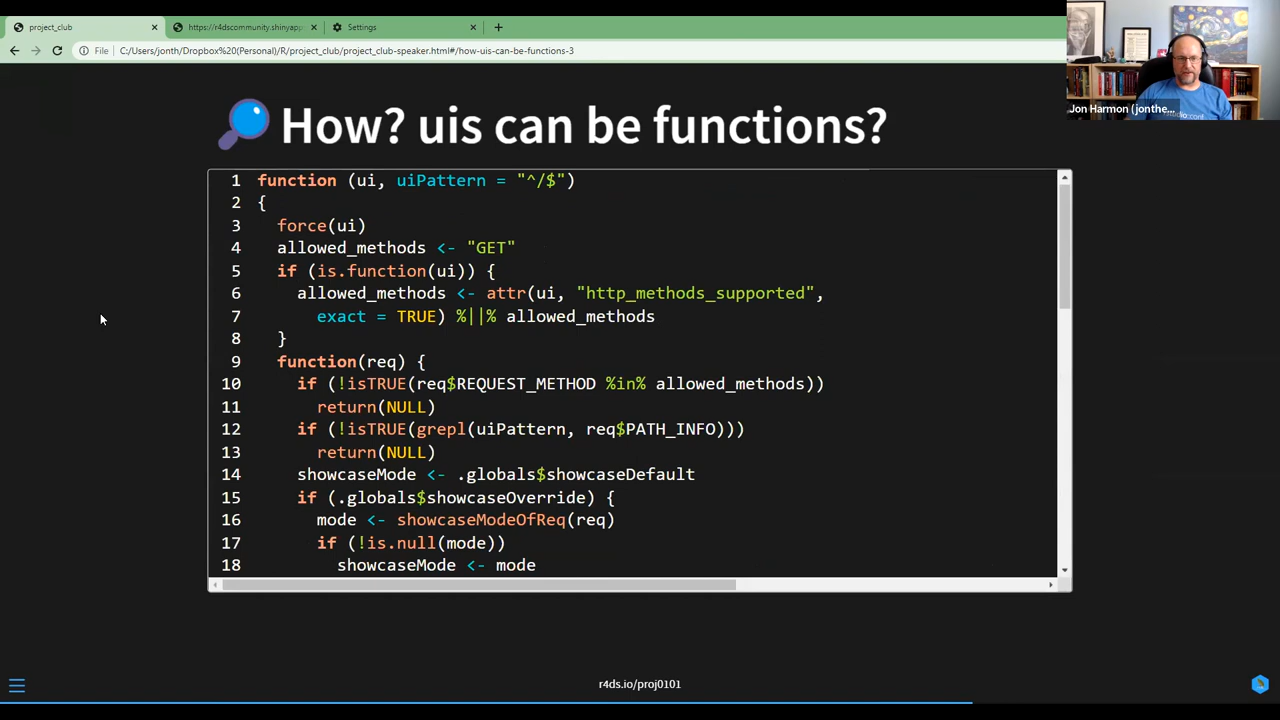 project_club
https://r4dscommunity.shinyapp
Settings
File
C:/Users/jonth/Dropbox%20(Personal)/R/project_club/project_club-speaker.html#/how-uis-can-be-functions-3
Jon Harmon (jonthe...
How? uis can be functions?
1 function (ui, uiPattern = "^/$")
2 {
3 force(ui)
4 allowed_methods <- "GET"
5 if (is.function(ui)) {
6 allowed_methods <- attr(ui, "http_methods_supported",
7 exact = TRUE) %||% allowed_methods
8 }
9 function(req) {
10 if (!isTRUE(req$REQUEST_METHOD %in% allowed_methods))
11 return(NULL)
12 if (!isTRUE(grepl(uiPattern, req$PATH_INFO)))
13 return(NULL)
14 showcaseMode <- .globals$showcaseDefault
15 if (.globals$showcaseOverride) {
16 mode <- showcaseModeOfReq(req)
17 if (!is.null(mode))
18 showcaseMode <- mode
r4ds.io/proj0101